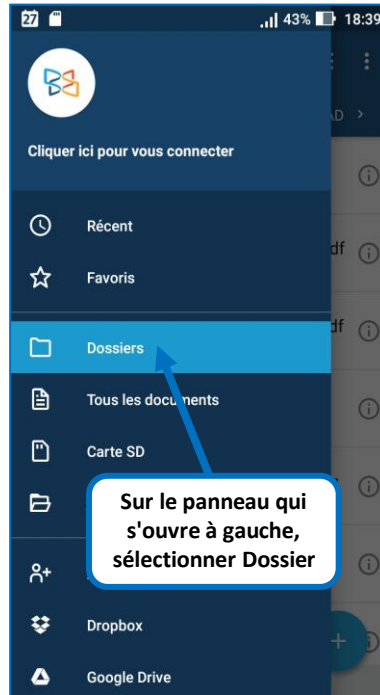 27 43% 18:39
Cliquer ici pour vous connecter
AD >
Récent
df
Favoris
df
Dossiers
Tous les documents
Carte SD
Sur le panneau qui
s'ouvre à gauche,
sélectionner Dossier
Dropbox
Google Drive